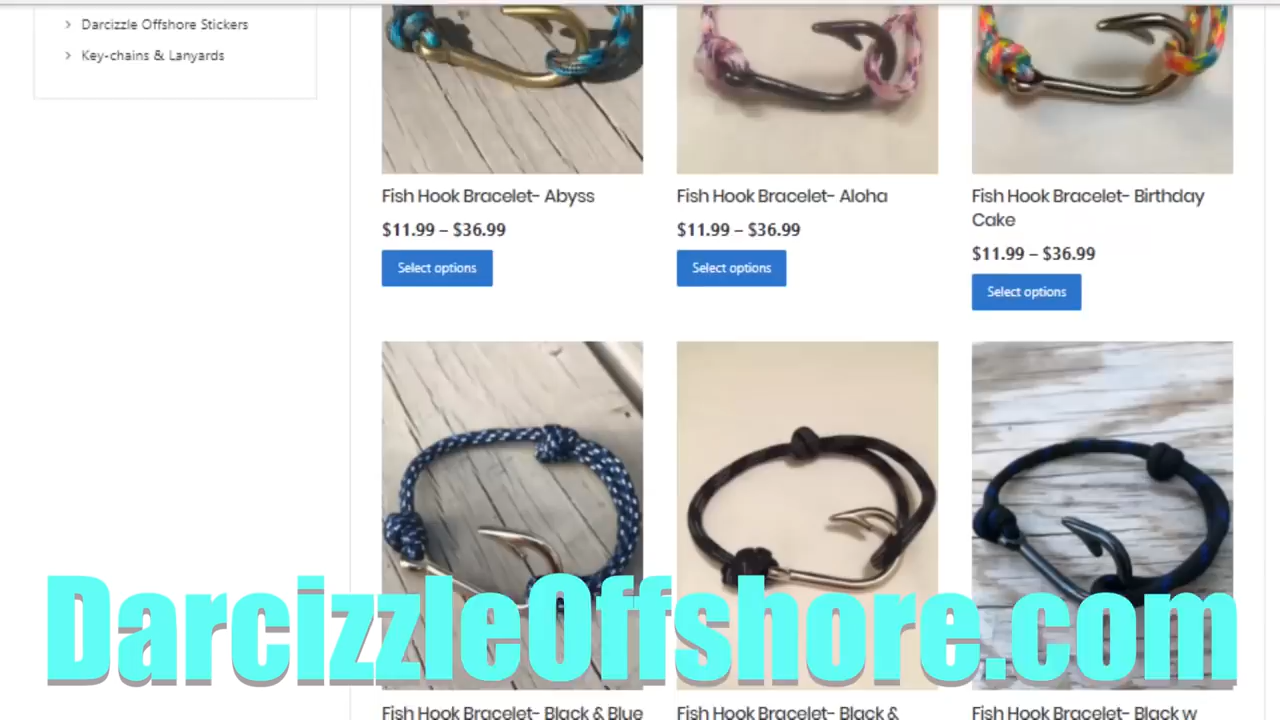 Darcizzle Offshore Stickers
Key-chains & Lanyards
Fish Hook Bracelet- Abyss
$11.99 – $36.99
Select options
Fish Hook Bracelet- Aloha
$11.99 – $36.99
Select options
Fish Hook Bracelet- Birthday
Cake
$11.99 – $36.99
Select options
DarcizzleOffshore.com
Fish Hook Bracelet- Black & Blue
Fish Hook Bracelet- Black &
Fish Hook Bracelet- Black w